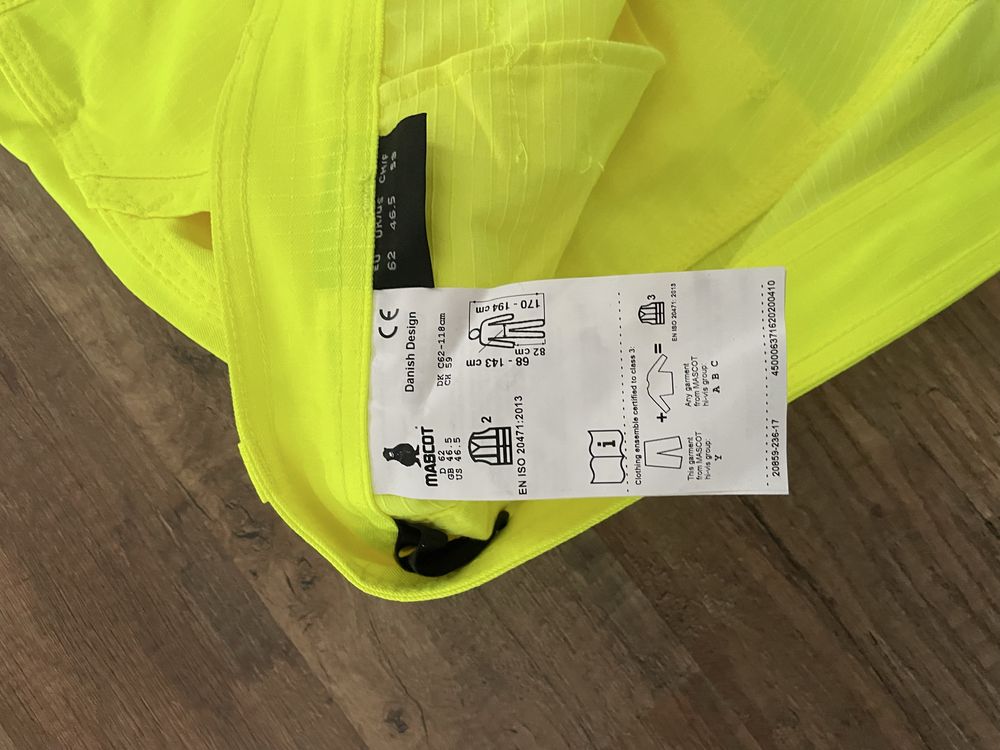 EU UK/US CH/F
62 46.5 59
MASCOT
CE
Danish Design
D 62
GB 46.5
US 46.5
DK C62-118cm
CH 59
2
EN ISO 20471:2013
170 - 194 cm
68 - 143 cm
82 cm
i
Clothing ensemble certified to class 3:
+
=
3
EN ISO 20471:2013
This garment
from MASCOT
hi-vis group:
Y
Any garment
from MASCOT
hi-vis group:
A B C
20859-236-17
450006371620200410